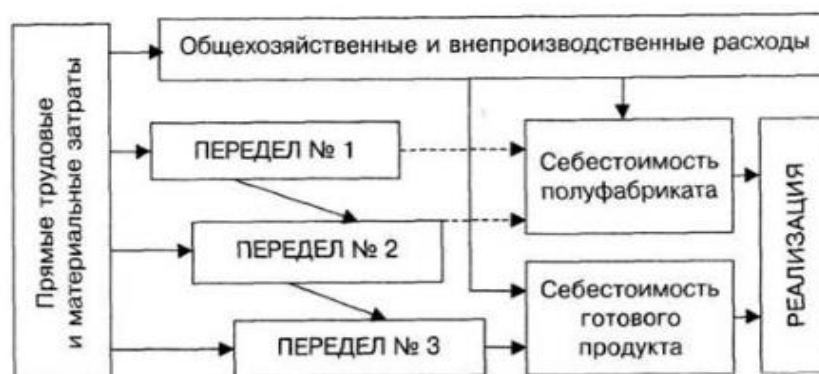 Общехозяйственные и внепроизводственные расходы
Прямые трудовые
и материальные затраты
ПЕРЕДЕЛ № 1
ПЕРЕДЕЛ № 2
ПЕРЕДЕЛ № 3
Себестоимость
полуфабриката
Себестоимость
готового
продукта
РЕАЛИЗАЦИЯ